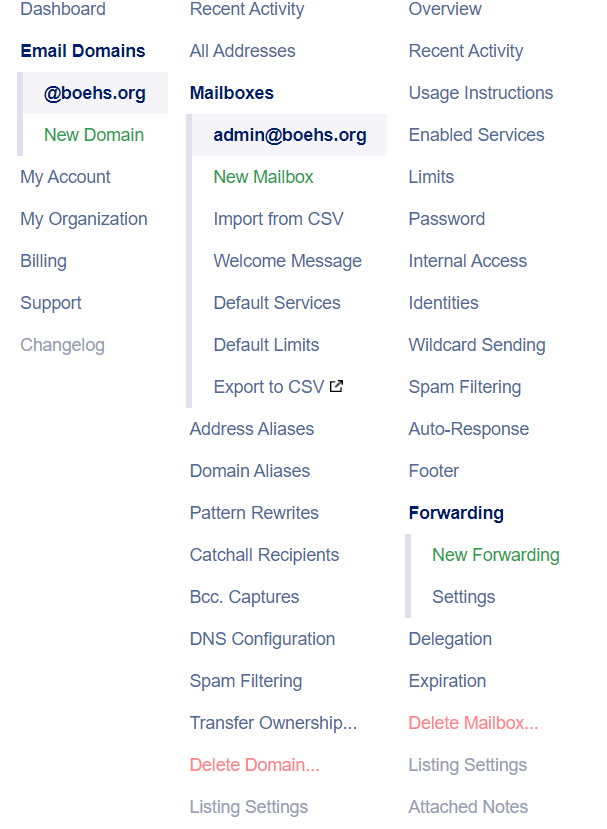 Dashboard
Email Domains
@boehs.org
New Domain
My Account
My Organization
Billing
Support
Changelog
Recent Activity
All Addresses
Mailboxes
admin@boehs.org
New Mailbox
Import from CSV
Welcome Message
Default Services
Default Limits
Export to CSV
Address Aliases
Domain Aliases
Pattern Rewrites
Catchall Recipients
Bcc. Captures
DNS Configuration
Spam Filtering
Transfer Ownership...
Delete Domain...
Listing Settings
Overview
Recent Activity
Usage Instructions
Enabled Services
Limits
Password
Internal Access
Identities
Wildcard Sending
Spam Filtering
Auto-Response
Footer
Forwarding
New Forwarding
Settings
Delegation
Expiration
Delete Mailbox...
Listing Settings
Attached Notes